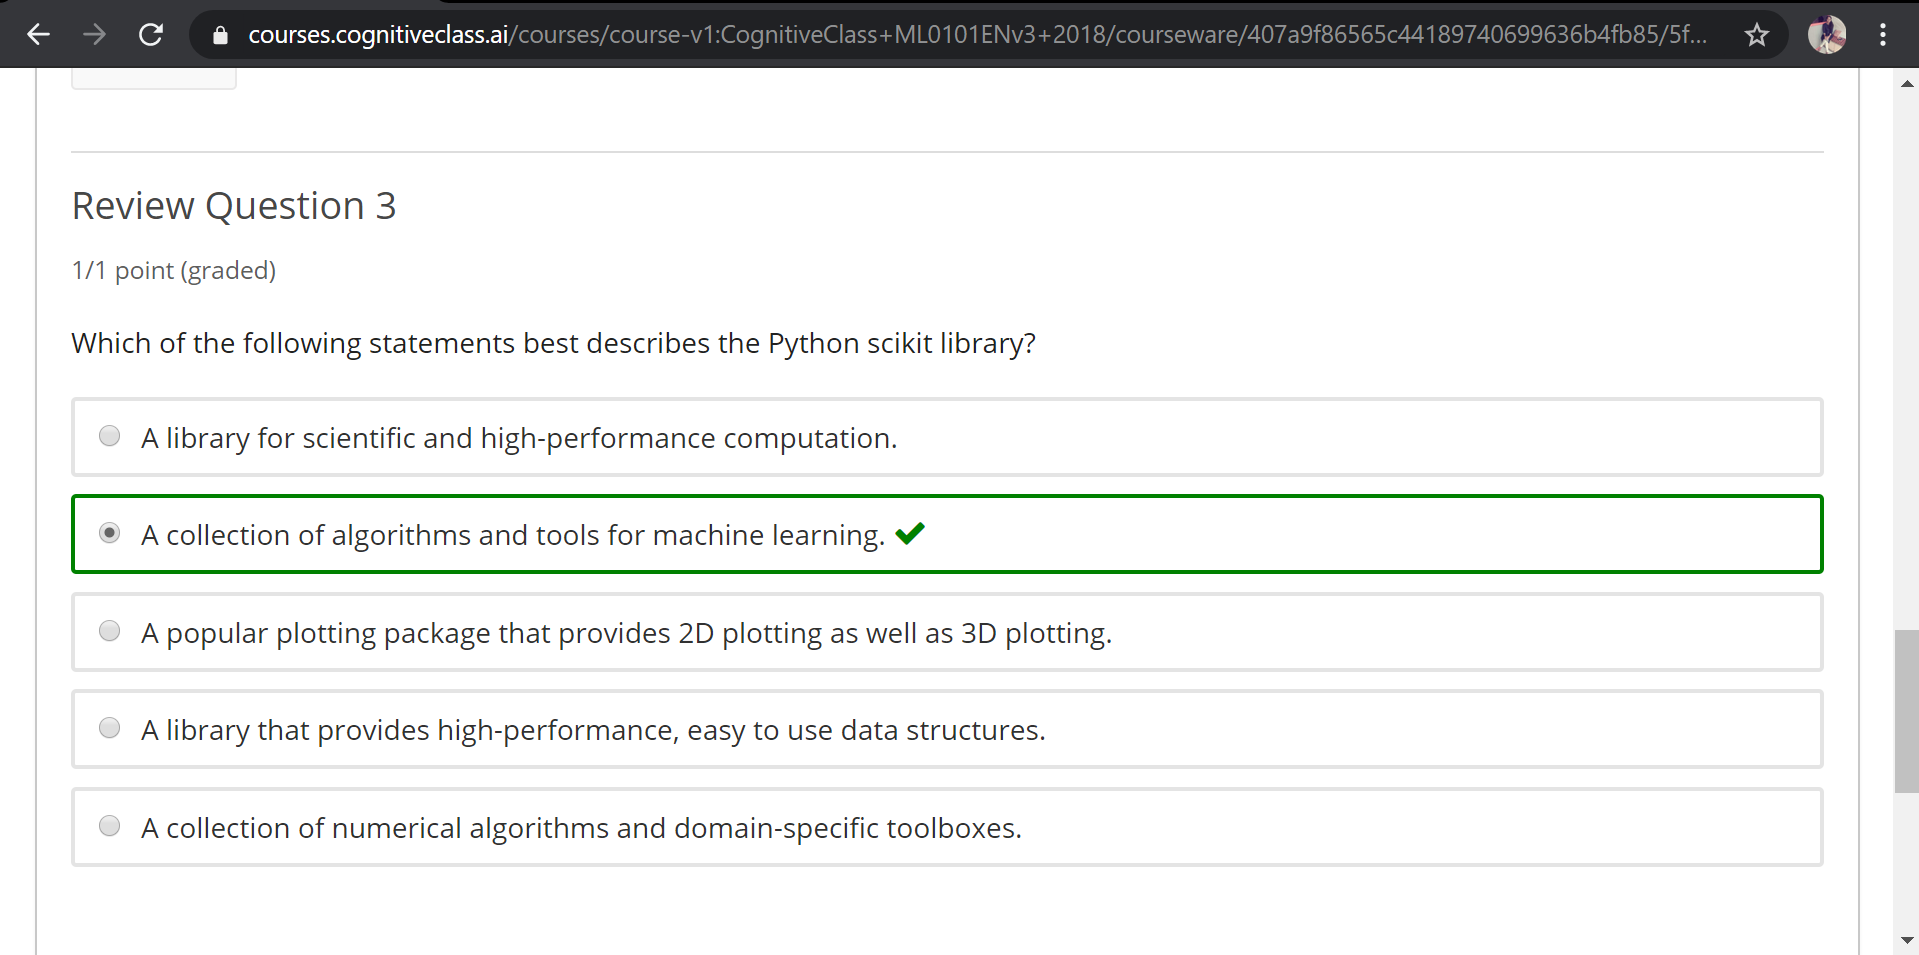 courses.cognitiveclass.ai/courses/course-v1:CognitiveClass+ML0101ENv3+2018/courseware/407a9f86565c44189740699636b4fb85/5f...
Review Question 3
1/1 point (graded)
Which of the following statements best describes the Python scikit library?
A library for scientific and high-performance computation.
A collection of algorithms and tools for machine learning.
A popular plotting package that provides 2D plotting as well as 3D plotting.
A library that provides high-performance, easy to use data structures.
A collection of numerical algorithms and domain-specific toolboxes.